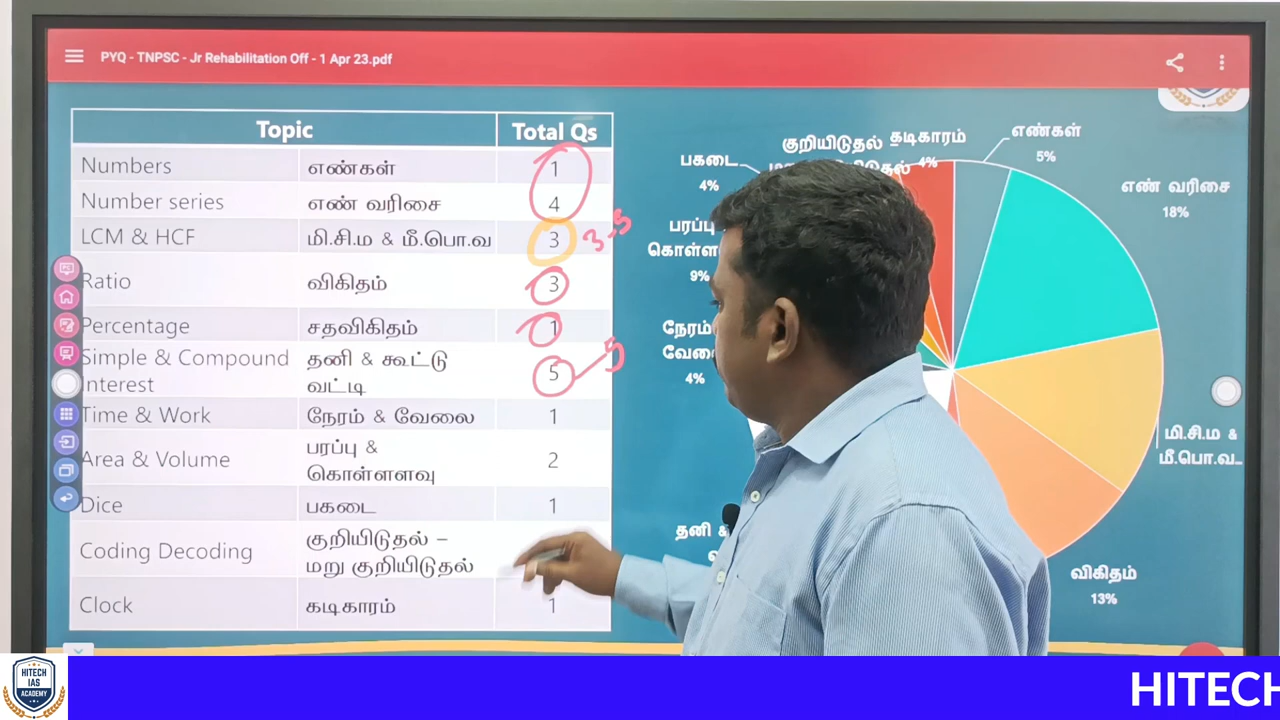 PYQ - TNPSC - Jr Rehabilitation Off - 1 Apr 23.pdf
Topic Total Qs
Numbers எண்கள் 1
Number series எண் வரிசை 4
LCM & HCF மி.சி.ம & மீ.பொ.வ 3
3-5
Ratio விகிதம் 3
Percentage சதவிகிதம் 1
Simple & Compound தனி & கூட்டு
nterest வட்டி
5
5
Time & Work நேரம் & வேலை 1
Area & Volume
பரப்பு &
கொள்ளளவு
2
Dice பகடை 1
Coding Decoding
குறியிடுதல் –
மறு குறியிடுதல்
Clock கடிகாரம் 1
குறியிடுதல்
கடிகாரம்
4%
எண்கள்
5%
பகடை
4%
எண் வரிசை
18%
பரப்பு
9%
மி.சி.ம &
மீ.பொ.வ...
4%
தனி &
விகிதம்
13%
HITECH
IAS
ACADEMY
HITECH